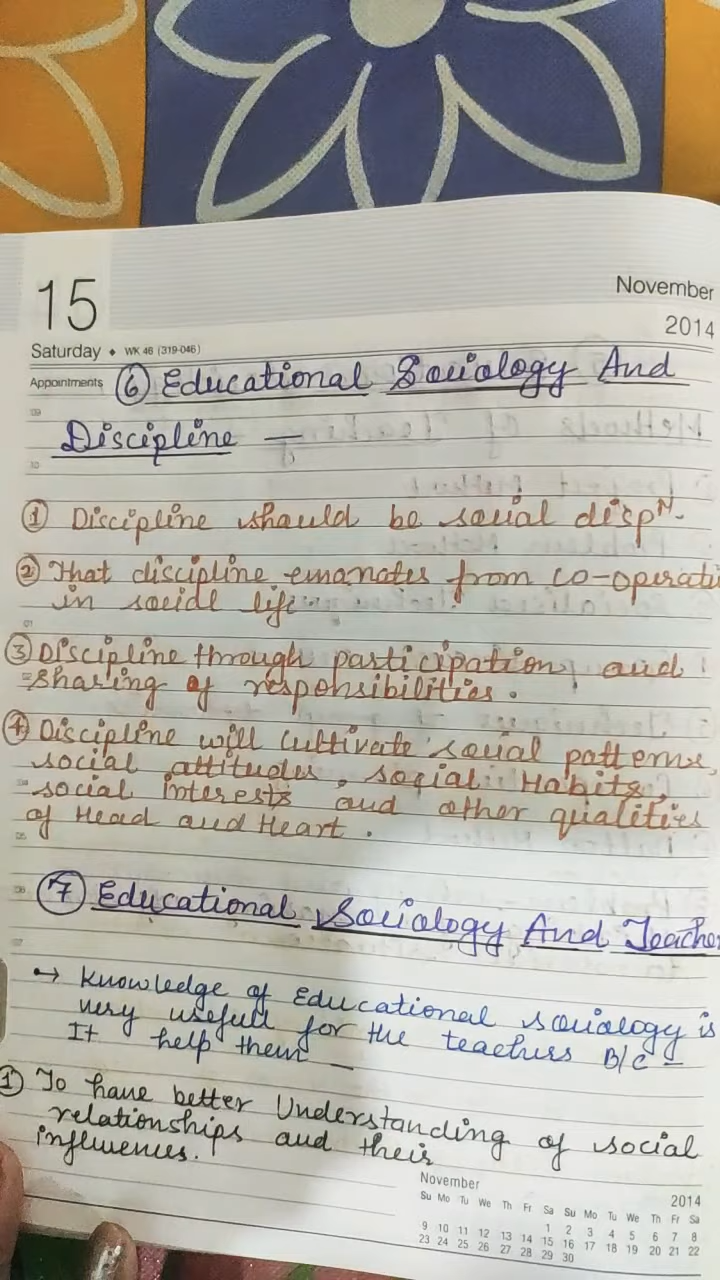 15
November
2014
Saturday ♦ WK 46 (319-046)
Appointments
⑥ Educational Sociology And
Discipline —
① Discipline should be social dispᴺ.
② That discipline emanates from co-operati
in social life
③ Discipline through participation, and
sharing of responsibilities.
④ Discipline will cultivate social patterns,
social attitudes, social Habits,
social interests and other qualities
of Head and Heart.
⑦ Educational Sociology And Teacher
→ Knowledge of Educational sociology is
very usefull for the teachers B/C —
It help them —
① To have better Understanding of social
relationships and their
influences.
November 2014
Su Mo Tu We Th Fr Sa Su Mo Tu We Th Fr Sa
1 2 3 4 5 6 7 8
9 10 11 12 13 14 15 16 17 18 19 20 21 22
23 24 25 26 27 28 29 30